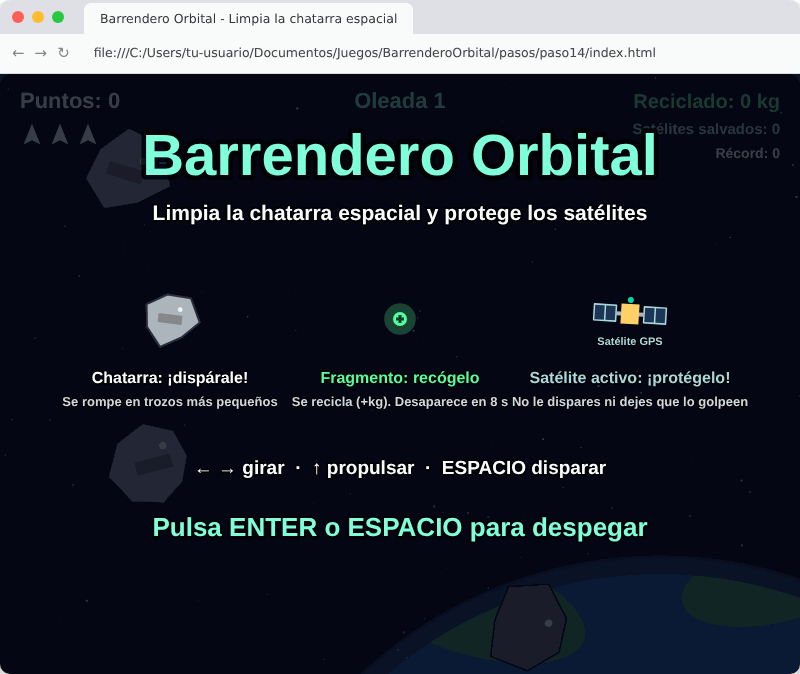 Barrendero Orbital - Limpia la chatarra espacial
← → ↻ file:///C:/Users/tu-usuario/Documentos/Juegos/BarrenderoOrbital/pasos/paso14/index.html
Puntos: 0 Oleada 1 Reciclado: 0 kg
Satélites salvados: 0
Récord: 0
Barrendero Orbital
Limpia la chatarra espacial y protege los satélites
Satélite GPS
Chatarra: ¡dispárale! Fragmento: recógelo Satélite activo: ¡protégelo!
Se rompe en trozos más pequeños Se recicla (+kg). Desaparece en 8 s No le dispares ni dejes que lo golpeen
← → girar · ↑ propulsar · ESPACIO disparar
Pulsa ENTER o ESPACIO para despegar